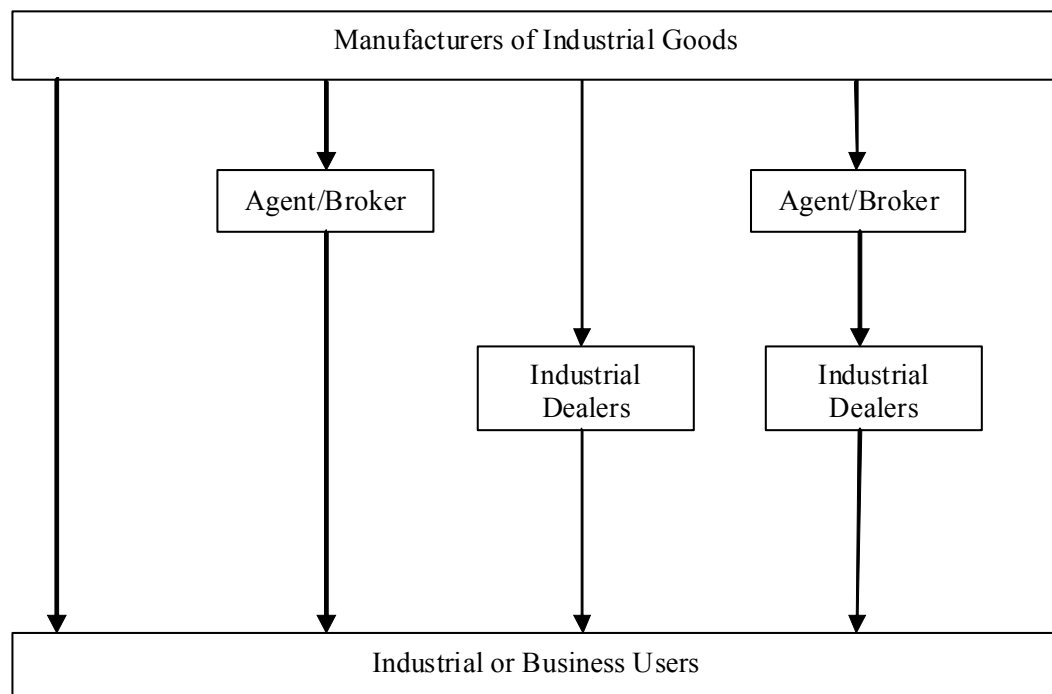 Manufacturers of Industrial Goods
Agent/Broker
Agent/Broker
Industrial
Dealers
Industrial
Dealers
Industrial or Business Users